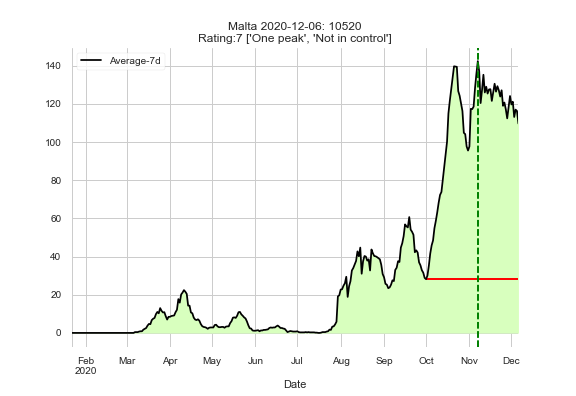 Malta 2020-12-06: 10520
Rating:7 ['One peak', 'Not in control']
Average-7d
140
120
100
80
60
40
20
0
Feb Mar Apr May Jun Jul Aug Sep Oct Nov Dec
2020
Date